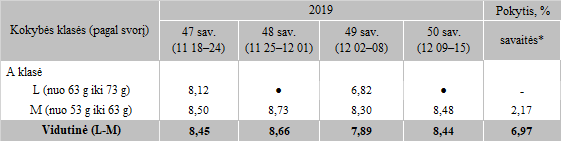 Kokybės klasės (pagal svorį) 2019 Pokytis, %
47 sav. (11 18–24) 48 sav. (11 25–12 01) 49 sav. (12 02–08) 50 sav. (12 09–15) savaitės*
A klasė
L (nuo 63 g iki 73 g) 8,12 ● 6,82 ● -
M (nuo 53 g iki 63 g) 8,50 8,73 8,30 8,48 2,17
Vidutinė (L-M) 8,45 8,66 7,89 8,44 6,97